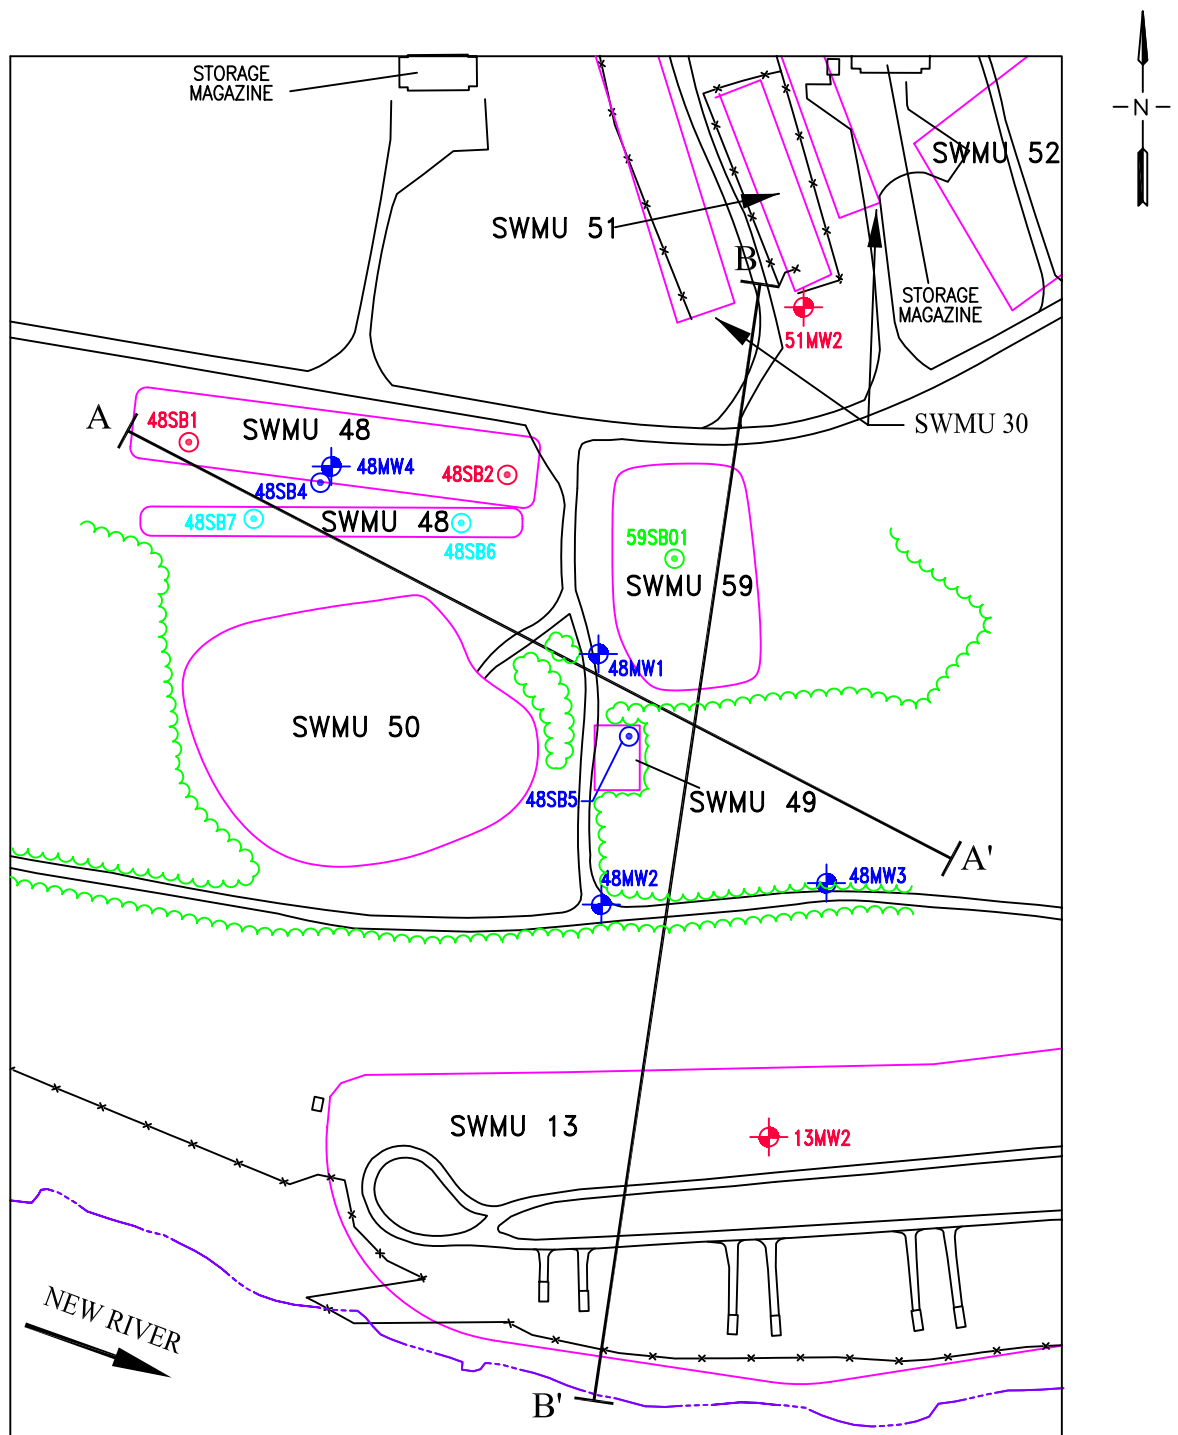 STORAGE
MAGAZINE
N
SWMU 52
SWMU 51
B
STORAGE
MAGAZINE
51MW2
SWMU 30
A
48SB1
SWMU 48
48MW4
48SB2
48SB4
48SB7
SWMU 48
48SB6
59SB01
SWMU 59
48MW1
SWMU 50
48SB5
SWMU 49
A'
48MW2
48MW3
SWMU 13
13MW2
NEW RIVER
B'